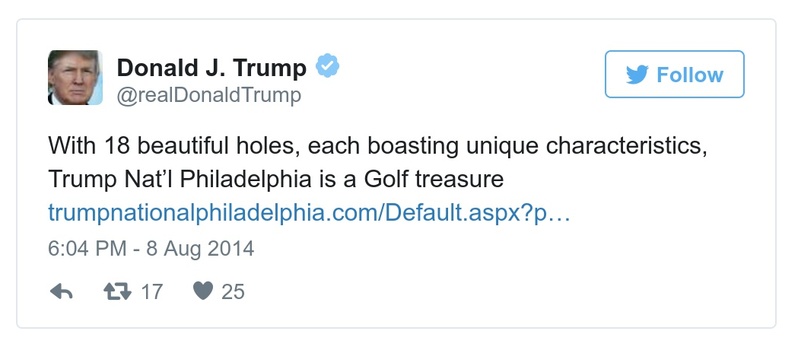 Donald J. Trump
@realDonaldTrump
Follow
With 18 beautiful holes, each boasting unique characteristics,
Trump Nat’l Philadelphia is a Golf treasure
trumpnationalphiladelphia.com/Default.aspx?p…
6:04 PM - 8 Aug 2014
17 25